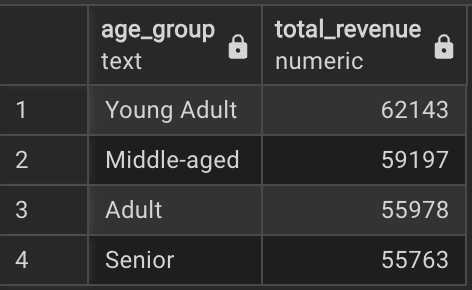 age_group total_revenue
text numeric
1 Young Adult 62143
2 Middle-aged 59197
3 Adult 55978
4 Senior 55763